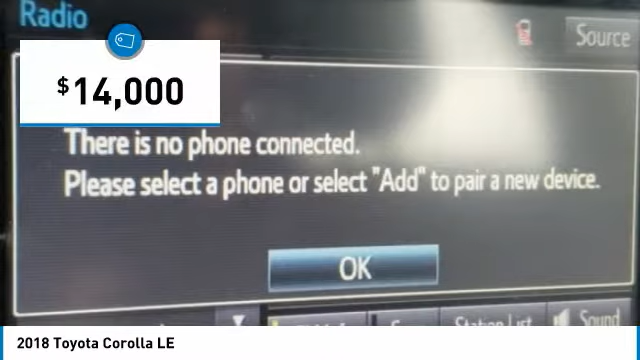 Radio
Source
$14,000
There is no phone connected.
Please select a phone or select "Add" to pair a new device.
OK
Station List
Sound
2018 Toyota Corolla LE